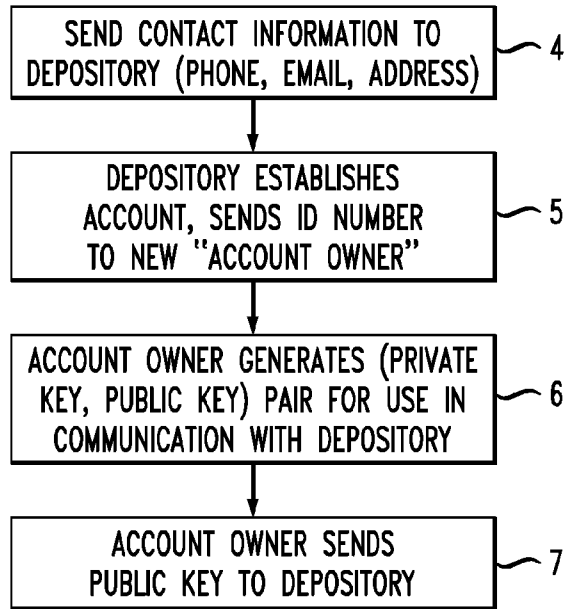 SEND CONTACT INFORMATION TO
DEPOSITORY (PHONE, EMAIL, ADDRESS)
4
DEPOSITORY ESTABLISHES
ACCOUNT, SENDS ID NUMBER
TO NEW "ACCOUNT OWNER"
5
ACCOUNT OWNER GENERATES (PRIVATE
KEY, PUBLIC KEY) PAIR FOR USE IN
COMMUNICATION WITH DEPOSITORY
6
ACCOUNT OWNER SENDS
PUBLIC KEY TO DEPOSITORY
7